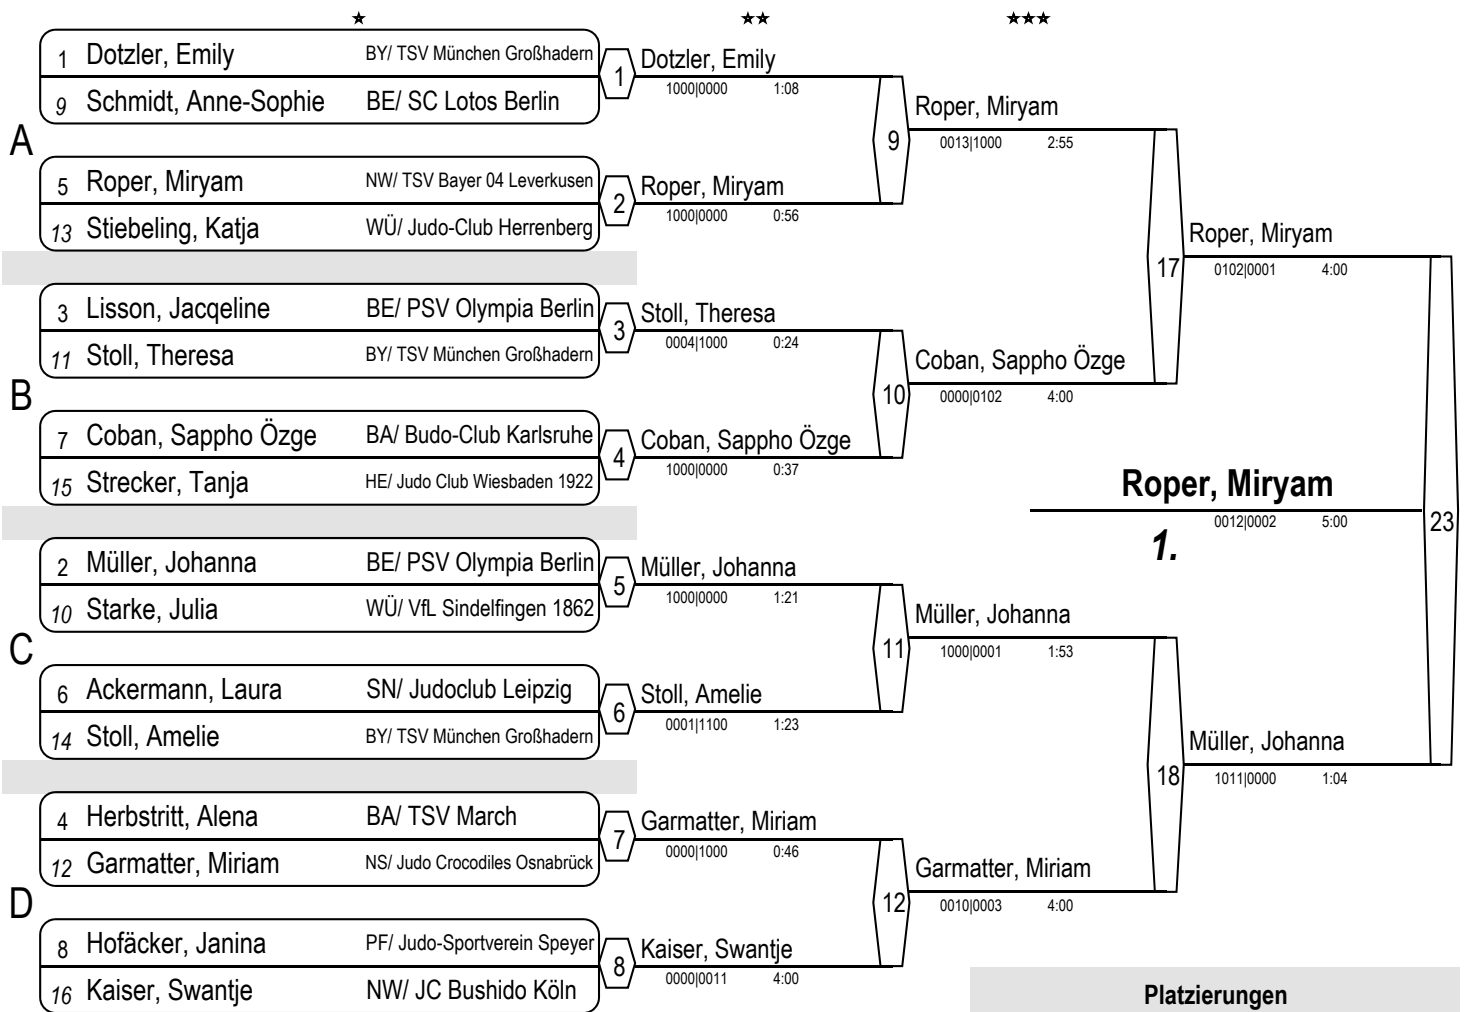 ★ ★★ ★★★
1 Dotzler, Emily BY/ TSV München Großhadern
9 Schmidt, Anne-Sophie BE/ SC Lotos Berlin
1 Dotzler, Emily
1000|0000 1:08
A
9 Roper, Miryam
0013|1000 2:55
5 Roper, Miryam NW/ TSV Bayer 04 Leverkusen
13 Stiebeling, Katja WÜ/ Judo-Club Herrenberg
2 Roper, Miryam
1000|0000 0:56
17 Roper, Miryam
0102|0001 4:00
3 Lisson, Jacqeline BE/ PSV Olympia Berlin
11 Stoll, Theresa BY/ TSV München Großhadern
3 Stoll, Theresa
0004|1000 0:24
B
10 Coban, Sappho Özge
0000|0102 4:00
7 Coban, Sappho Özge BA/ Budo-Club Karlsruhe
15 Strecker, Tanja HE/ Judo Club Wiesbaden 1922
4 Coban, Sappho Özge
1000|0000 0:37
Roper, Miryam
0012|0002 5:00 23
1.
2 Müller, Johanna BE/ PSV Olympia Berlin
10 Starke, Julia WÜ/ VfL Sindelfingen 1862
5 Müller, Johanna
1000|0000 1:21
C
11 Müller, Johanna
1000|0001 1:53
6 Ackermann, Laura SN/ Judoclub Leipzig
14 Stoll, Amelie BY/ TSV München Großhadern
6 Stoll, Amelie
0001|1100 1:23
18 Müller, Johanna
1011|0000 1:04
4 Herbstritt, Alena BA/ TSV March
12 Garmatter, Miriam NS/ Judo Crocodiles Osnabrück
7 Garmatter, Miriam
0000|1000 0:46
D
12 Garmatter, Miriam
0010|0003 4:00
8 Hofäcker, Janina PF/ Judo-Sportverein Speyer
16 Kaiser, Swantje NW/ JC Bushido Köln
8 Kaiser, Swantje
0000|0011 4:00
Platzierungen